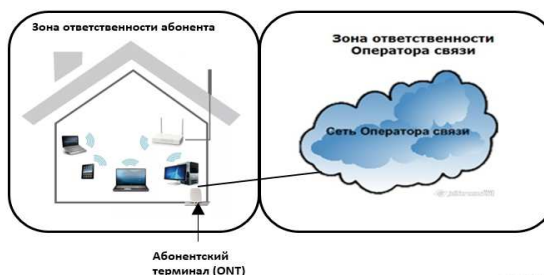 Зона ответственности абонента
Зона ответственности
Оператора связи
Сеть Оператора связи
Абонентский
терминал (ONT)